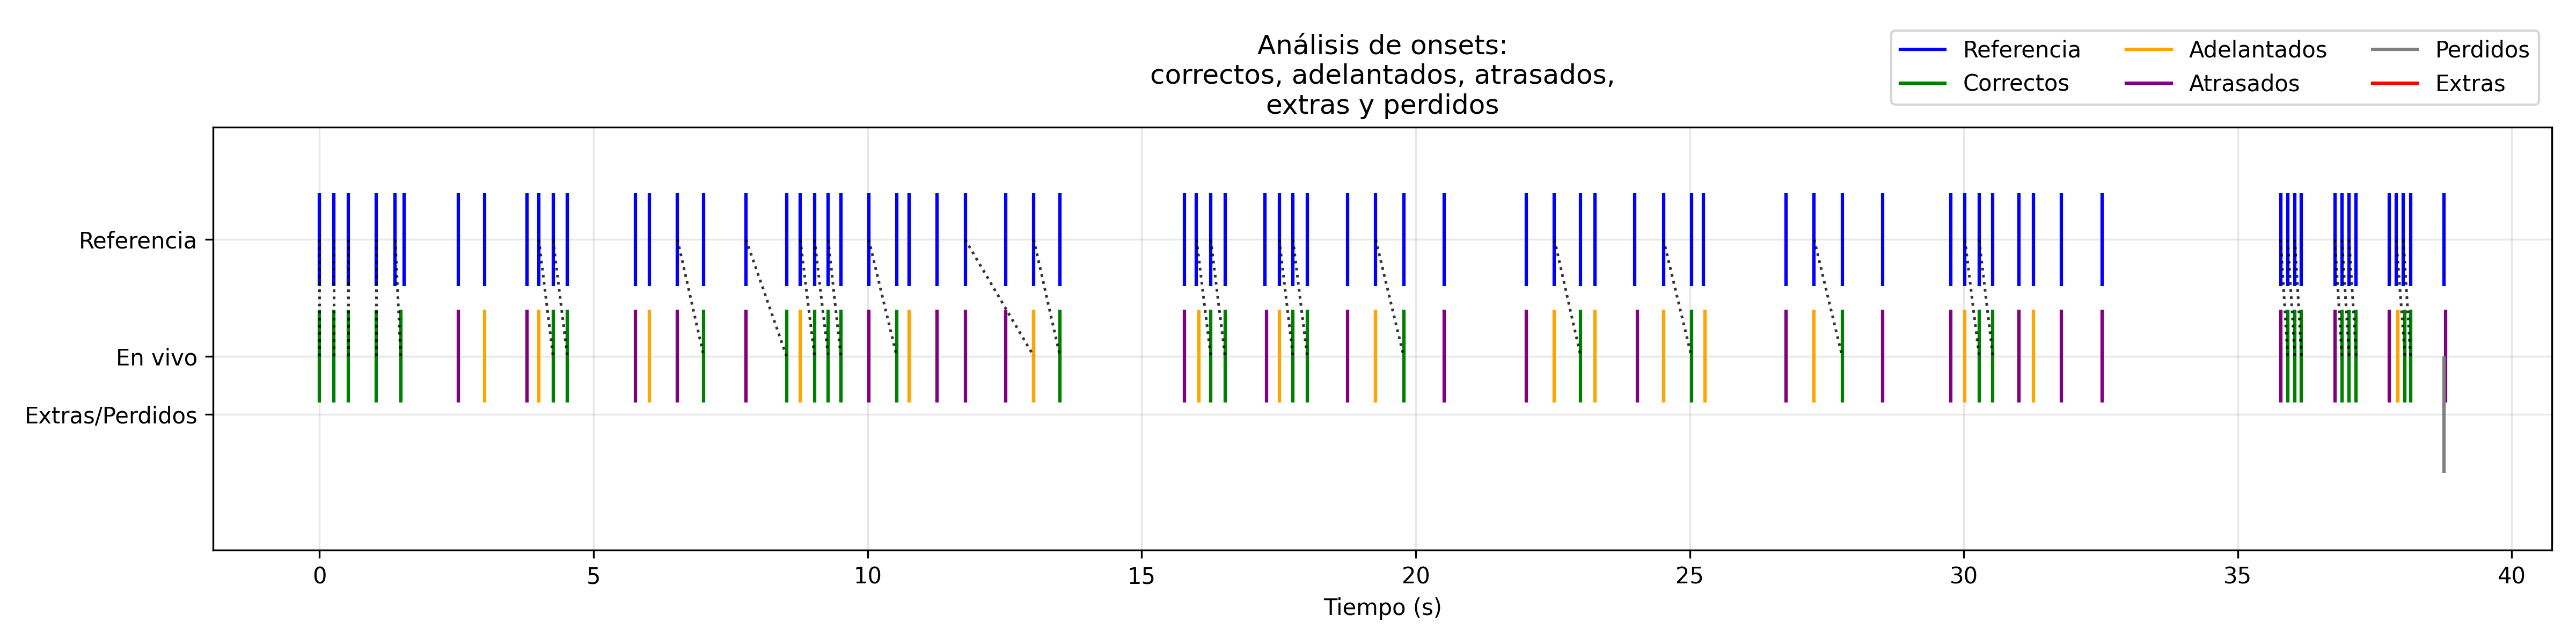 Análisis de onsets:
correctos, adelantados, atrasados,
extras y perdidos
Referencia
Adelantados
Perdidos
Correctos
Atrasados
Extras
Referencia
En vivo
Extras/Perdidos
0 5 10 15 20 25 30 35 40
Tiempo (s)